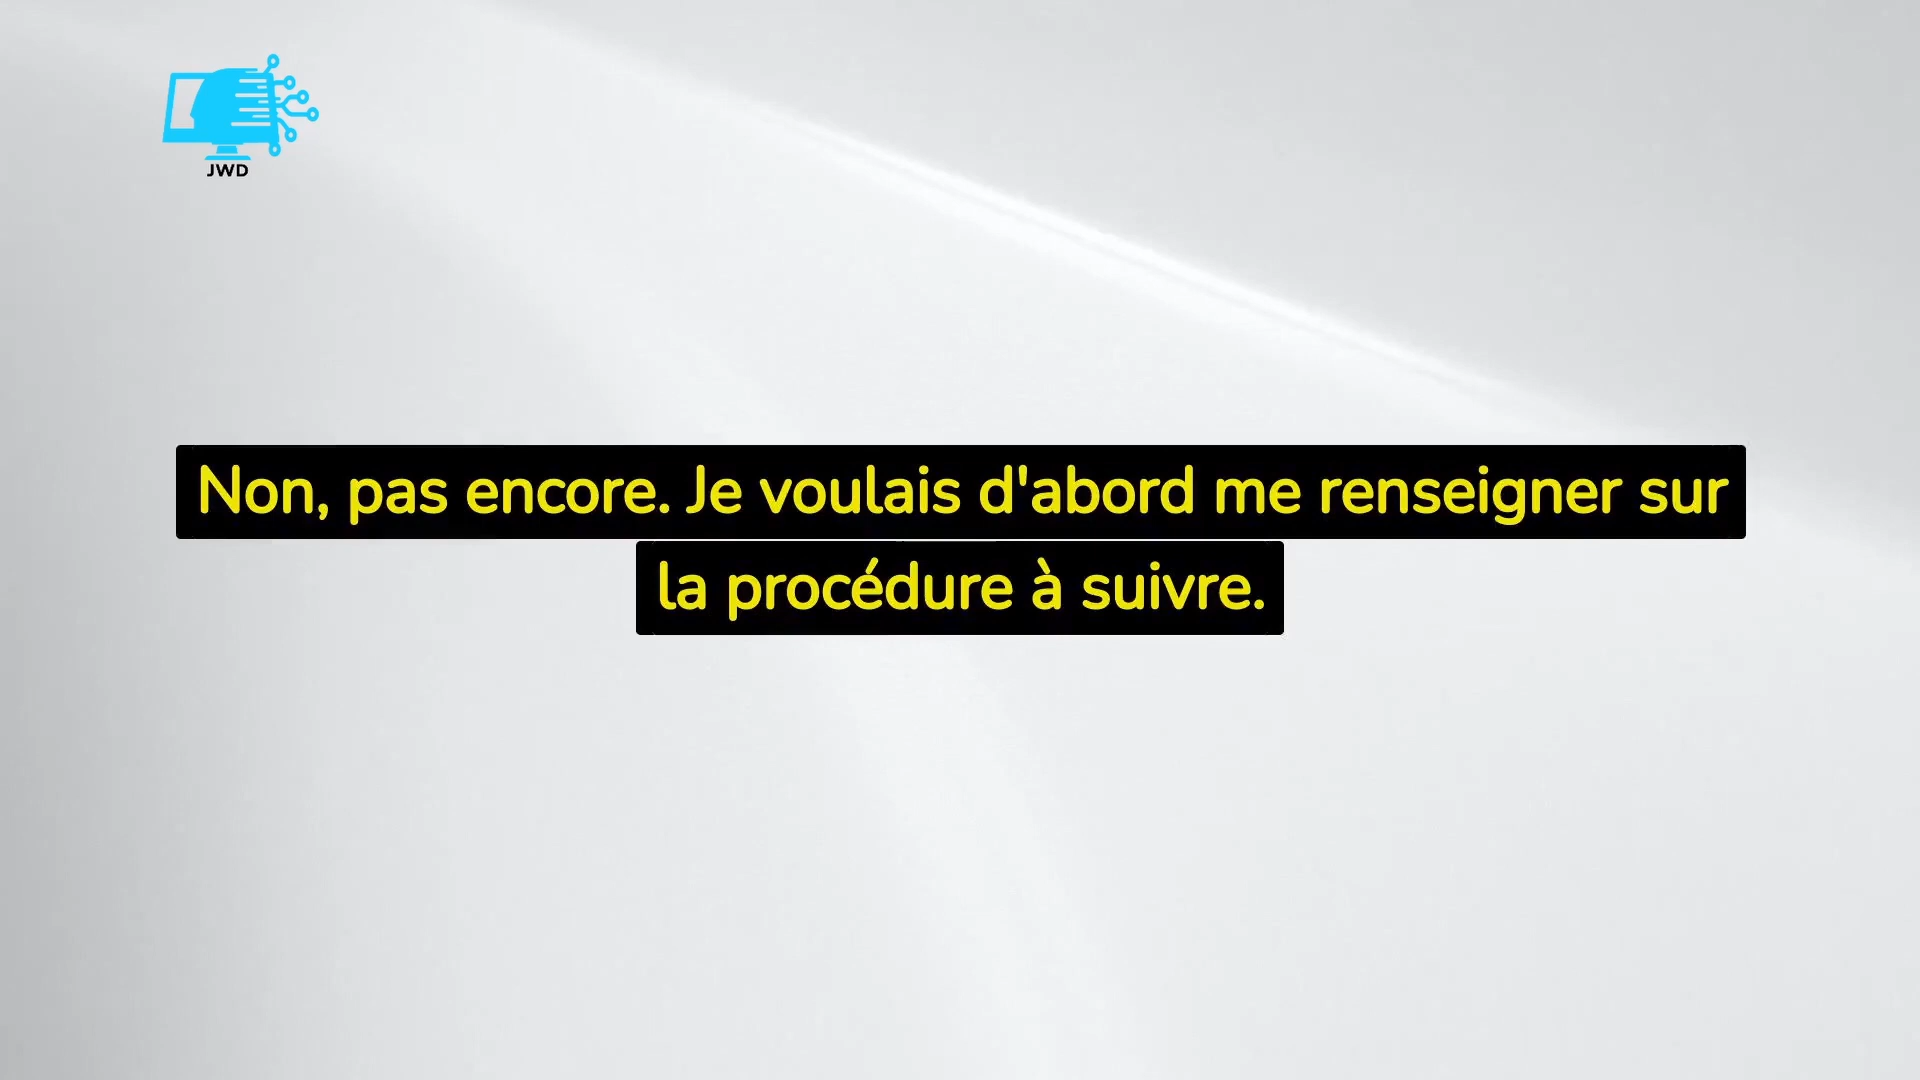 JWD
Non, pas encore. Je voulais d'abord me renseigner sur
la procédure à suivre.